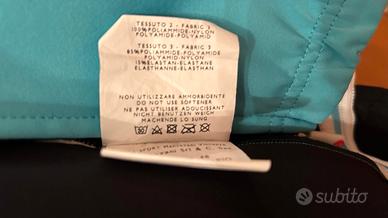 TESSUTO 2 - FABRIC 2
100%POLIAMMIDE-NYLON
POLYAMIDE-POLYAMID
TESSUTO 3 - FABRIC 3
85%POLIAMMIDE-POLYAMIDE
POLYAMID-NYLON
15%ELASTAN-ELASTANE
ELASTHANNE-ELASTHAN
NON UTILIZZARE AMMORBIDENTE
DO NOT USE SOFTENER
NE PAS UTILISER ADOUCISSANT
NICHT BENUTZEN WEICH
MACHENDE LÖSUNG
subito